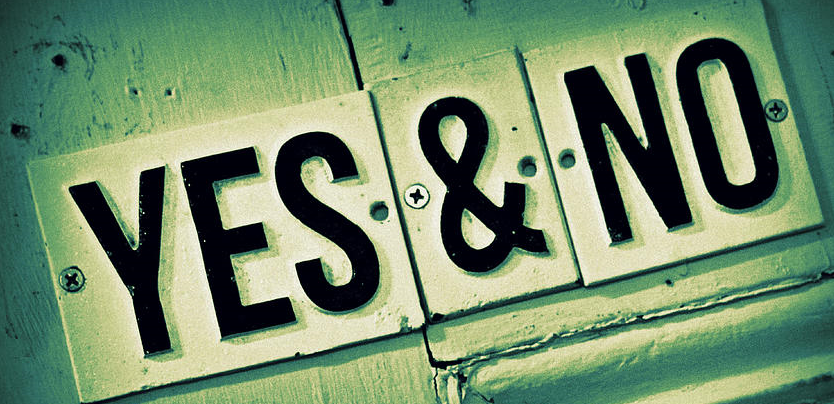 YES & NO